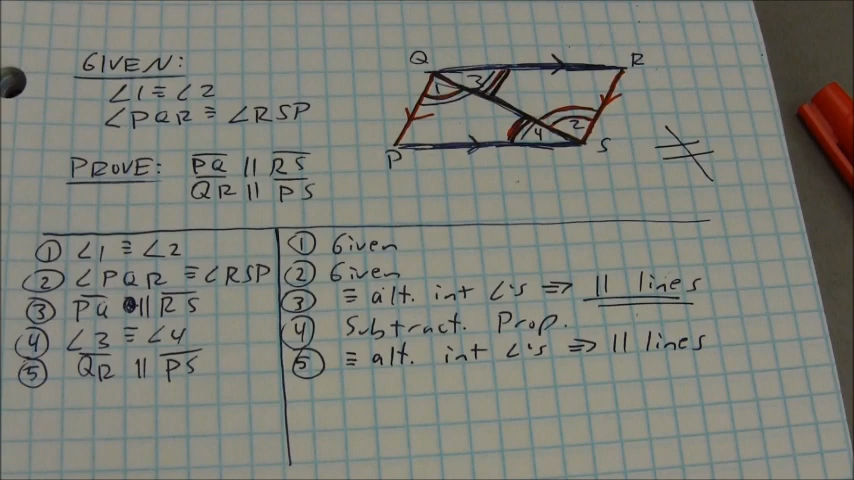 GIVEN:
∠1 ≅ ∠2
∠PQR ≅ ∠RSP
PROVE: PQ || RS
QR || PS
Q
R
1
3
4
2
P
S
① ∠1 ≅ ∠2
② ∠PQR ≅ ∠RSP
③ PQ || RS
④ ∠3 ≅ ∠4
⑤ QR || PS
① Given
② Given
③ ≅ alt. int ∠'s ⇒ || lines
④ Subtract. Prop.
⑤ ≅ alt. int ∠'s ⇒ || lines